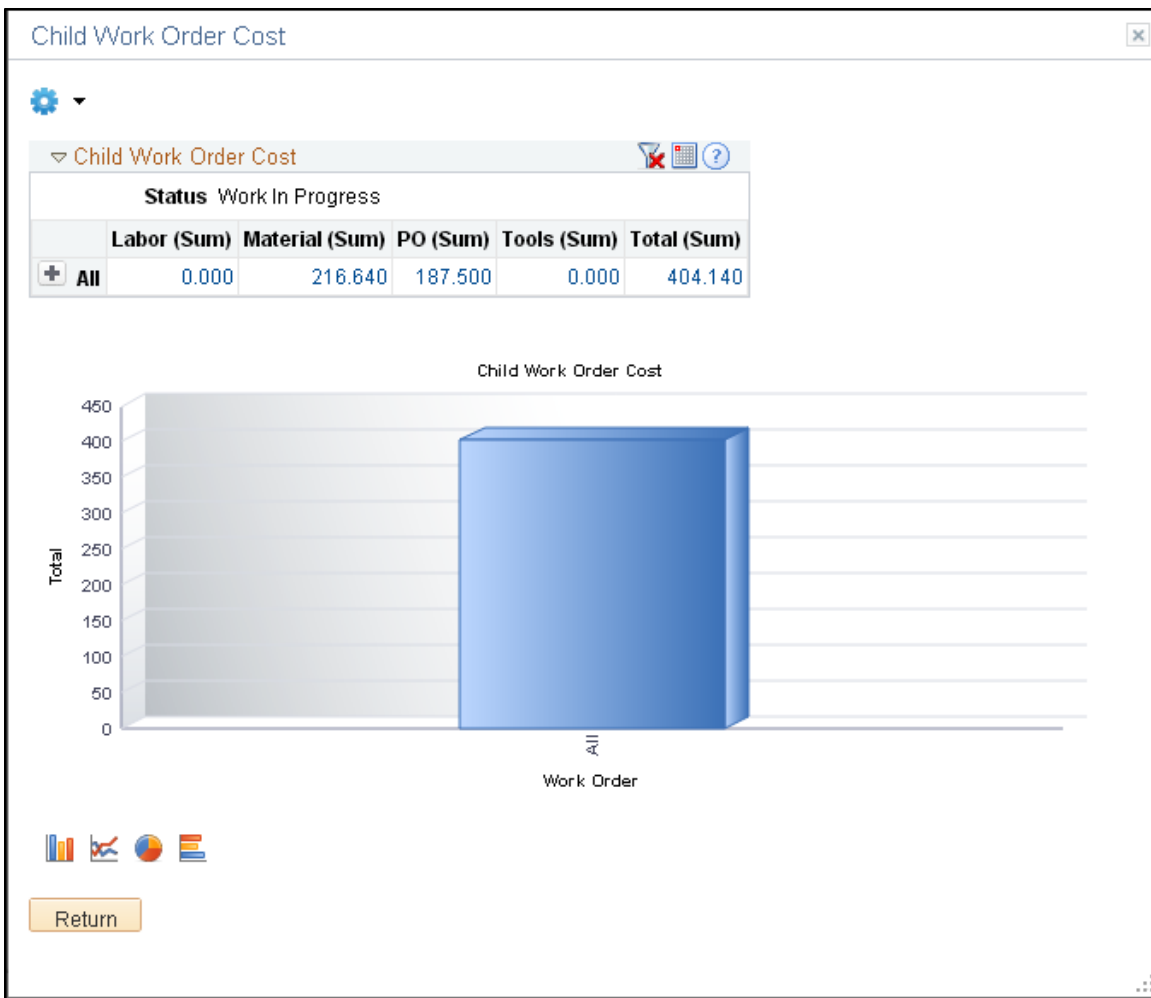 Child Work Order Cost
Child Work Order Cost
?
Status Work In Progress
Labor (Sum) Material (Sum) PO (Sum) Tools (Sum) Total (Sum)
All 0.000 216.640 187.500 0.000 404.140
Child Work Order Cost
450
400
350
300
250
200
150
100
50
0
Total
All
Work Order
Return